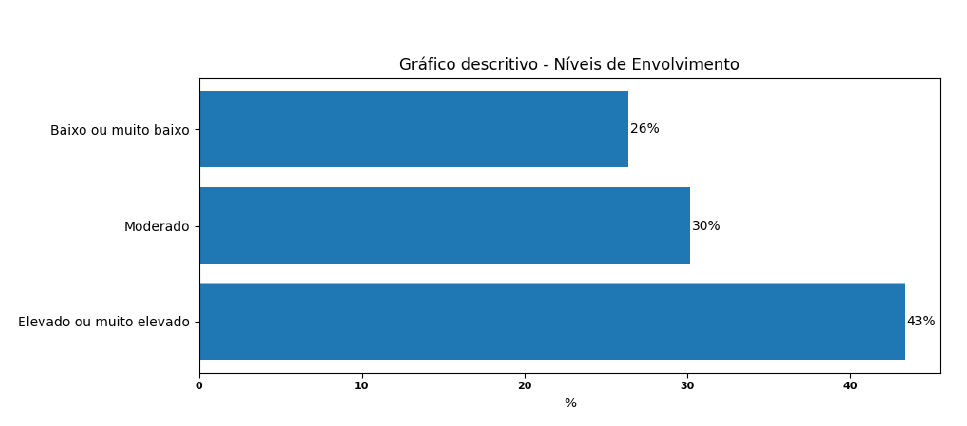 Gráfico descritivo - Níveis de Envolvimento
Baixo ou muito baixo
26%
Moderado
30%
Elevado ou muito elevado
43%
0 10 20 30 40
%